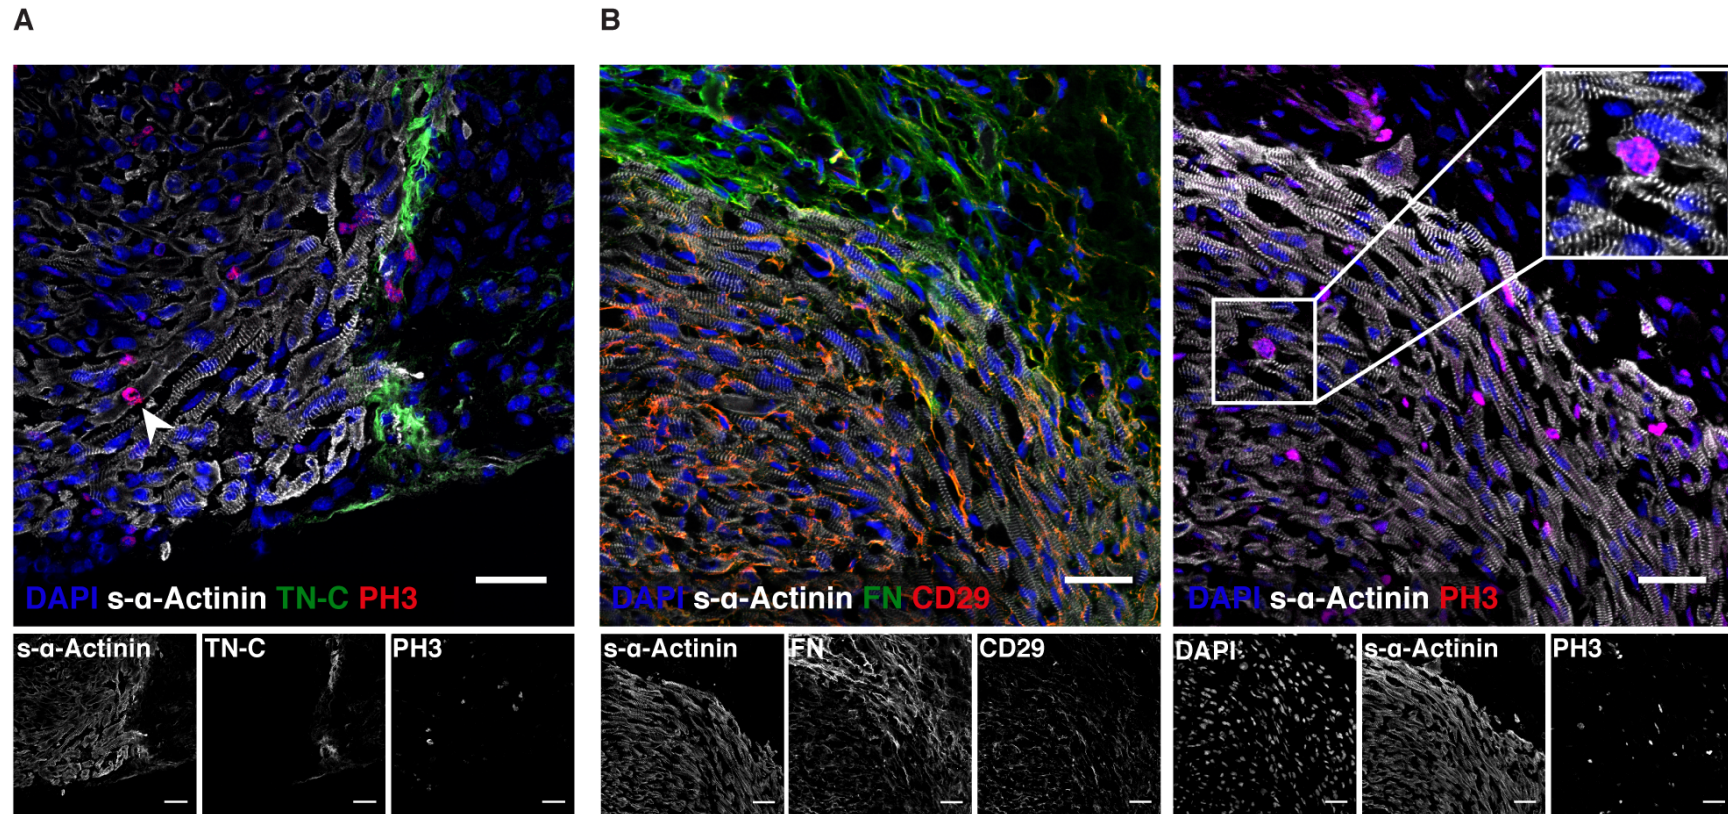 A
B
DAPI s-α-Actinin TN-C PH3
DAPI s-α-Actinin FN CD29
DAPI s-α-Actinin PH3
s-α-Actinin
TN-C
PH3
s-α-Actinin
FN
CD29
DAPI
s-α-Actinin
PH3